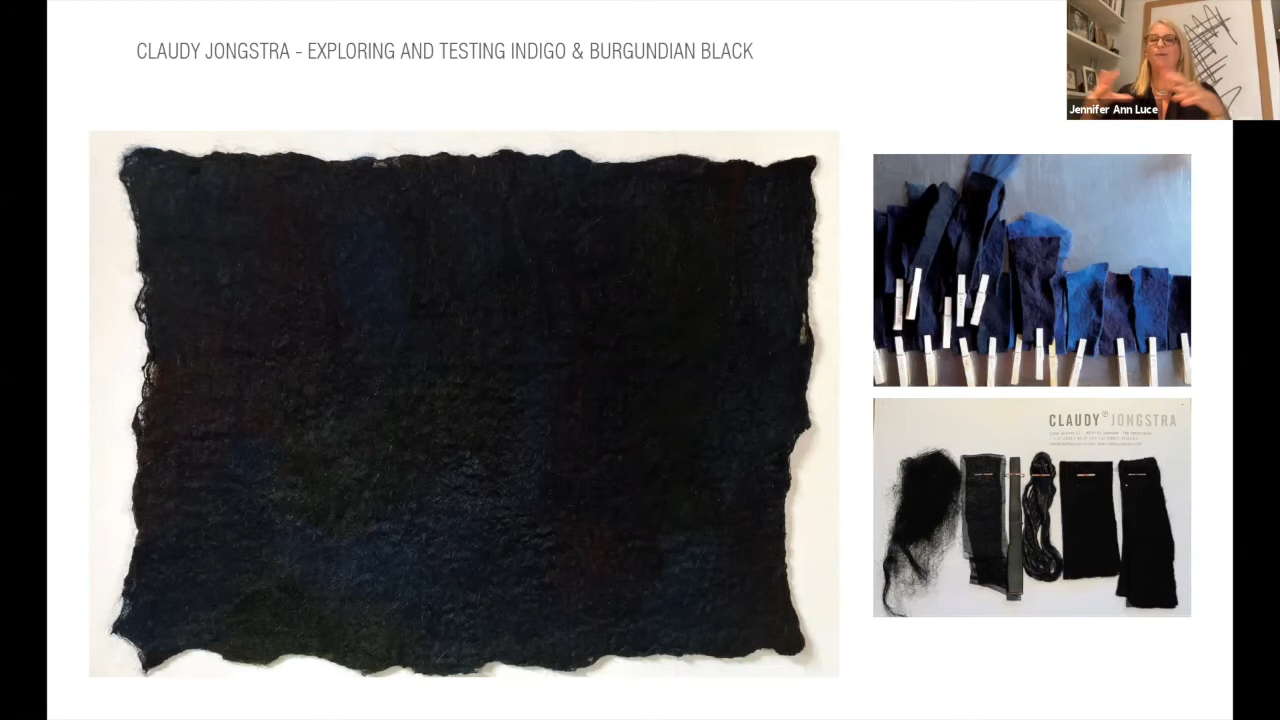 CLAUDY JONGSTRA - EXPLORING AND TESTING INDIGO & BURGUNDIAN BLACK
Jennifer Ann Luce
CLAUDY JONGSTRA